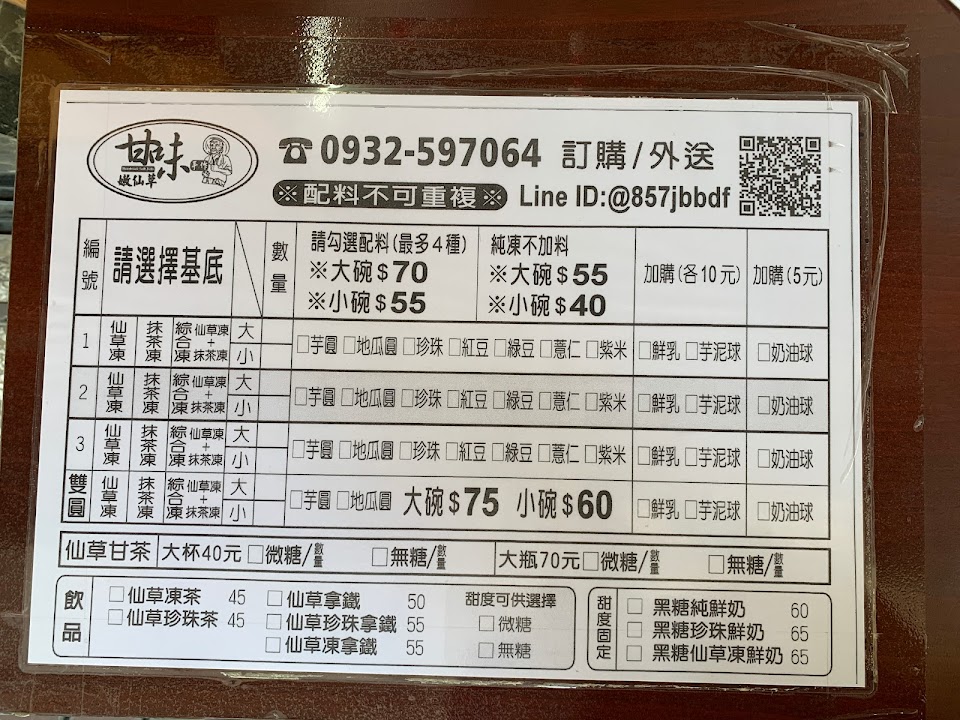 甘味
嫩仙草
☎0932-597064 訂購/外送
※配料不可重複※ Line ID:@857jbbdf
編號 請選擇基底 數量 請勾選配料(最多4種) ※大碗$70 ※小碗$55 純凍不加料 ※大碗$55 ※小碗$40 加購(各10元) 加購(5元)
1 仙草凍 抹茶凍 綜合凍 仙草凍+抹茶凍 大 小 □芋圓 □地瓜圓 □珍珠 □紅豆 □綠豆 □薏仁 □紫米 □鮮乳 □芋泥球 □奶油球
2 仙草凍 抹茶凍 綜合凍 仙草凍+抹茶凍 大 小 □芋圓 □地瓜圓 □珍珠 □紅豆 □綠豆 □薏仁 □紫米 □鮮乳 □芋泥球 □奶油球
3 仙草凍 抹茶凍 綜合凍 仙草凍+抹茶凍 大 小 □芋圓 □地瓜圓 □珍珠 □紅豆 □綠豆 □薏仁 □紫米 □鮮乳 □芋泥球 □奶油球
雙圓 仙草凍 抹茶凍 綜合凍 仙草凍+抹茶凍 大 小 □芋圓 □地瓜圓 大碗$75 小碗$60 □鮮乳 □芋泥球 □奶油球
仙草甘茶 大杯40元 □微糖/數量 □無糖/數量 大瓶70元 □微糖/數量 □無糖/數量
飲品
□仙草凍茶 45 □仙草拿鐵 50 甜度可供選擇
□仙草珍珠茶 45 □仙草珍珠拿鐵 55 □微糖
□仙草凍拿鐵 55 □無糖
甜度固定
□ 黑糖純鮮奶 60
□ 黑糖珍珠鮮奶 65
□ 黑糖仙草凍鮮奶 65